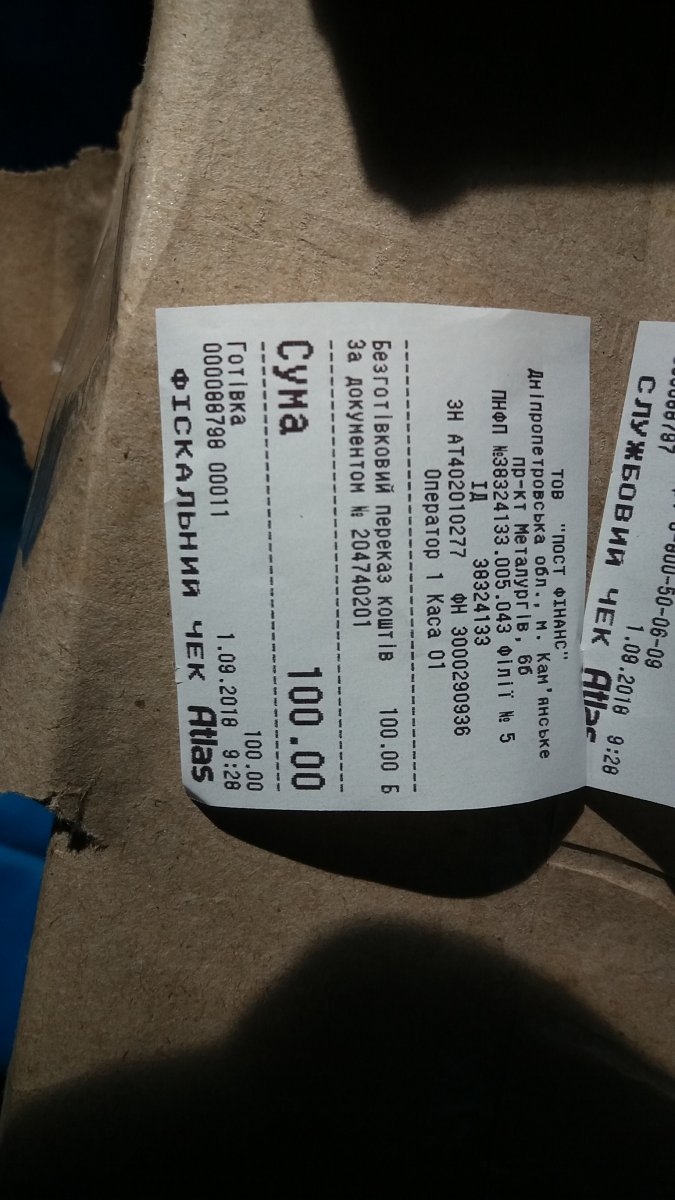 ТОВ "ПОСТ ФІНАНС"
Дніпропетровська обл., м. Кам'янське
пр-кт Металургів, 6б
ПНФП №38324133.005.043 Філії № 5
ІД 38324133
ЗН АТ402010277 ФН 3000290936
Оператор 1 Каса 01
Безготівковий переказ коштів 100.00 Б
За документом № 204740201
Сума 100.00
Готівка 100.00
000088798 00011 1.09.2018 9:28
ФІСКАЛЬНИЙ ЧЕК Atlas
1.09.2018 9:28
СЛУЖБОВИЙ ЧЕК Atlas